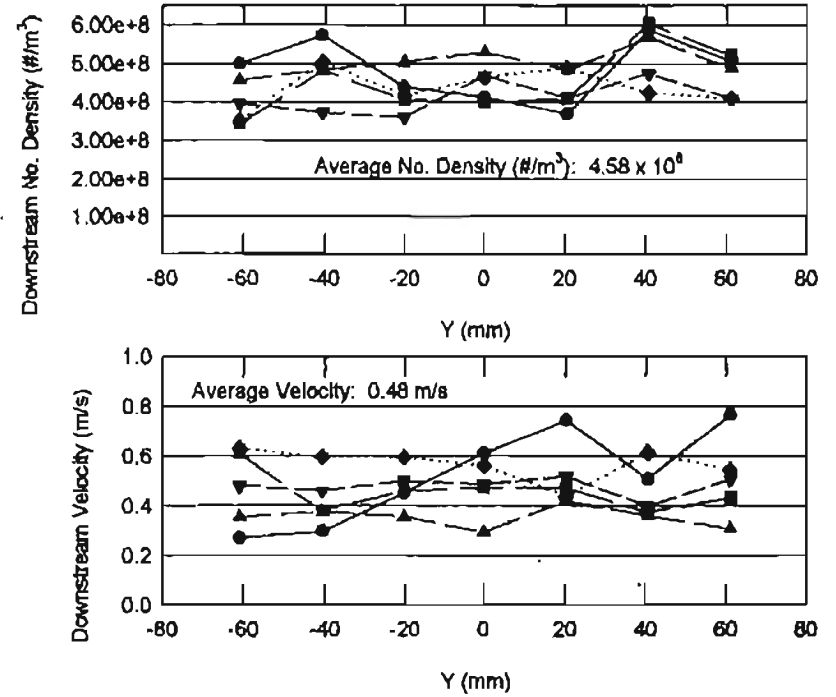 Downstream No. Density (#/m³)
6.00e+8
5.00e+8
4.00e+8
3.00e+8
2.00e+8
1.00e+8
Average No. Density (#/m³): 4.58 x 10⁸
-80 -60 -40 -20 0 20 40 60 80
Y (mm)
Downstream Velocity (m/s)
1.0
0.8
0.6
0.4
0.2
0.0
Average Velocity: 0.48 m/s
-80 -60 -40 -20 0 20 40 60 80
Y (mm)